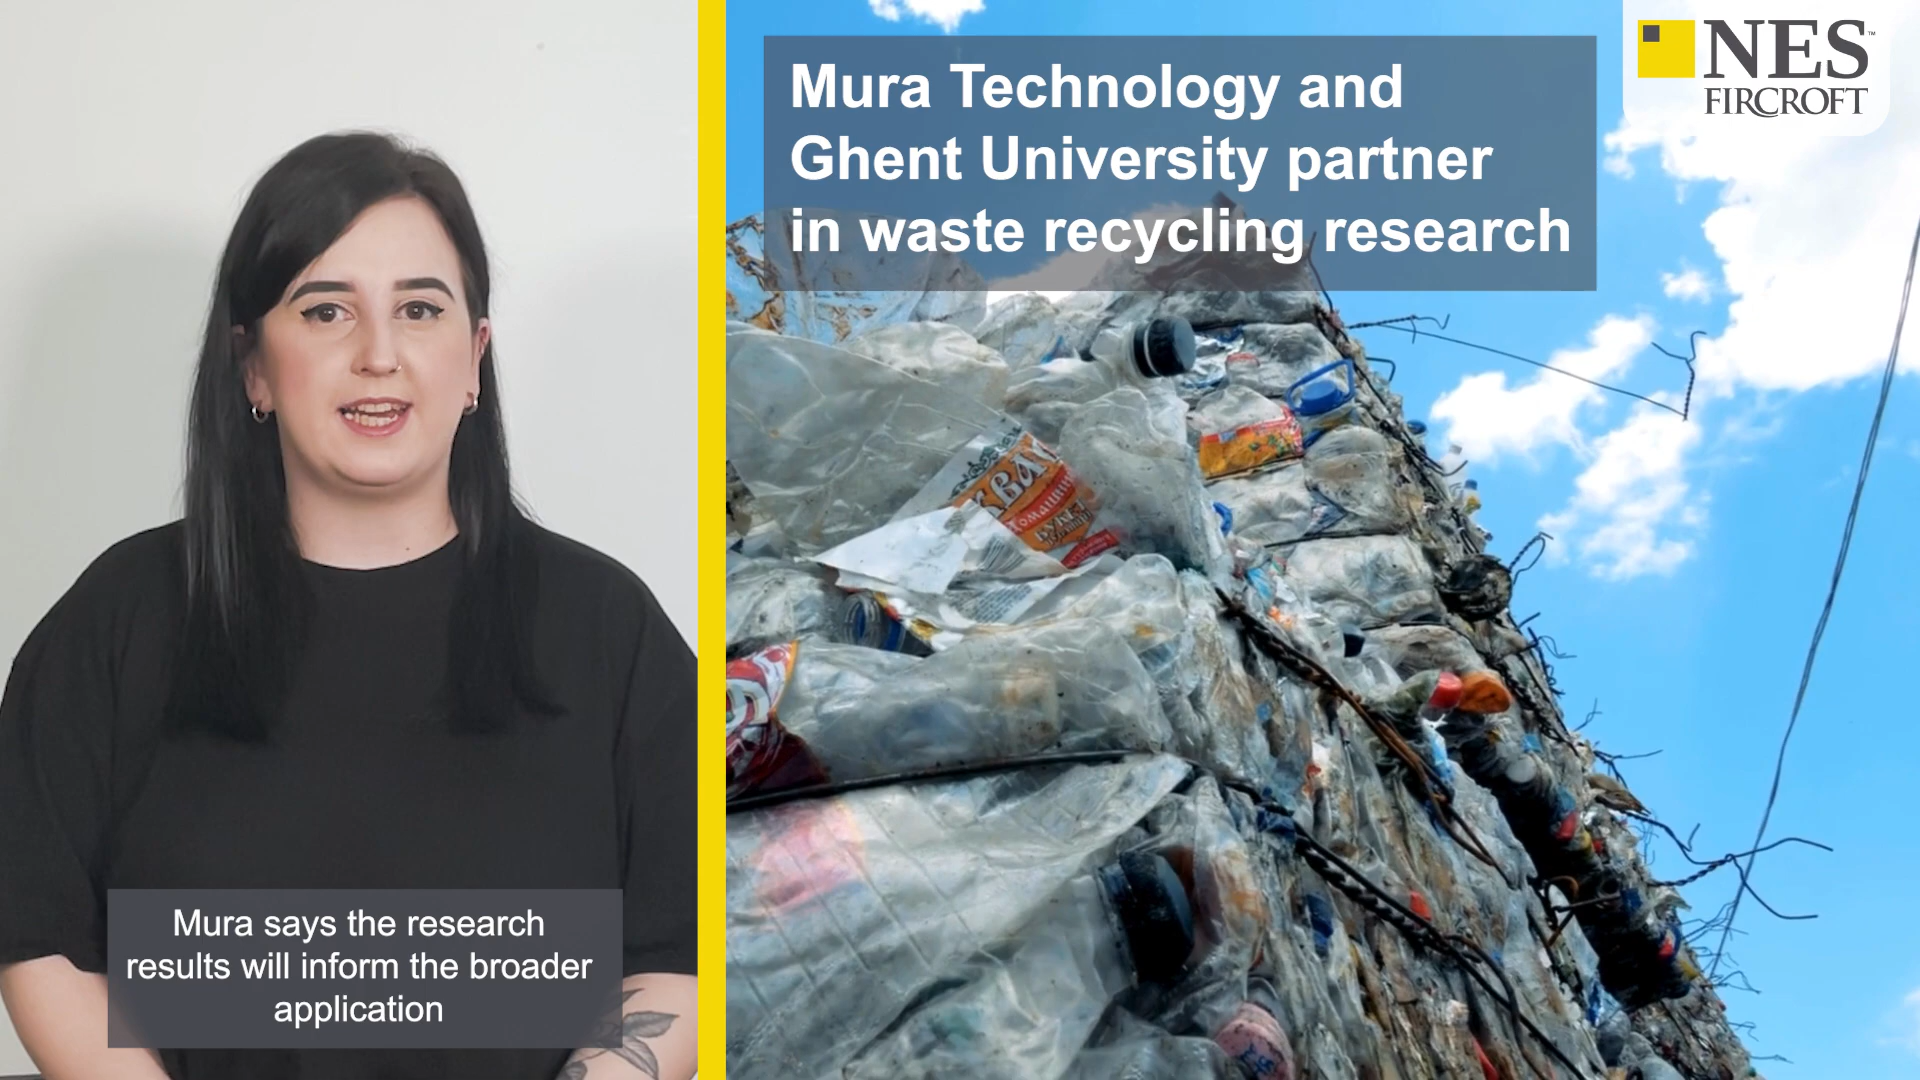 Mura Technology and
Ghent University partner
in waste recycling research
NES™
FIRCROFT
Mura says the research
results will inform the broader
application